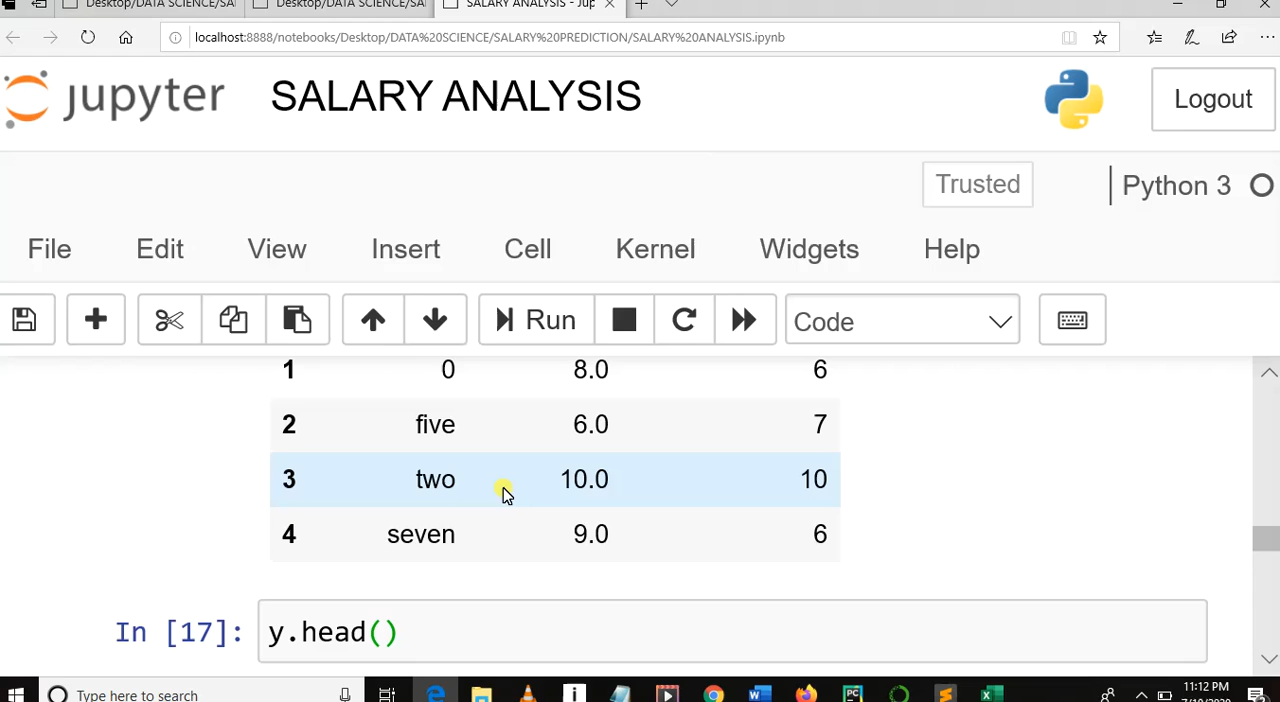 Desktop/DATA SCIENCE/SA
Desktop/DATA SCIENCE/SA
SALARY ANALYSIS - Jup
localhost:8888/notebooks/Desktop/DATA%20SCIENCE/SALARY%20PREDICTION/SALARY%20ANALYSIS.ipynb
jupyter SALARY ANALYSIS Logout
Trusted Python 3
File Edit View Insert Cell Kernel Widgets Help
Run Code
1 0 8.0 6
2 five 6.0 7
3 two 10.0 10
4 seven 9.0 6
In [17]: y.head()
Type here to search
11:12 PM